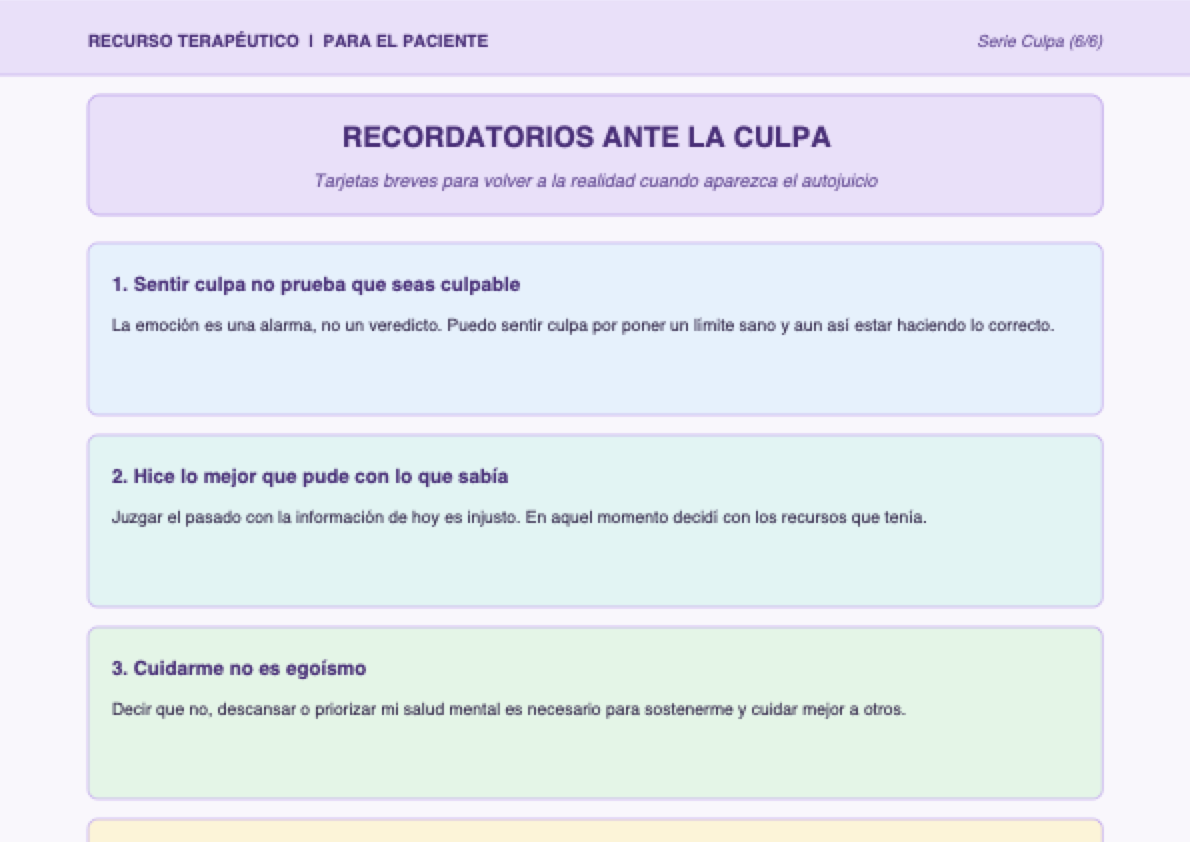 RECURSO TERAPÉUTICO | PARA EL PACIENTE
Serie Culpa (6/6)
RECORDATORIOS ANTE LA CULPA
Tarjetas breves para volver a la realidad cuando aparezca el autojuicio
1. Sentir culpa no prueba que seas culpable
La emoción es una alarma, no un veredicto. Puedo sentir culpa por poner un límite sano y aun así estar haciendo lo correcto.
2. Hice lo mejor que pude con lo que sabía
Juzgar el pasado con la información de hoy es injusto. En aquel momento decidí con los recursos que tenía.
3. Cuidarme no es egoísmo
Decir que no, descansar o priorizar mi salud mental es necesario para sostenerme y cuidar mejor a otros.